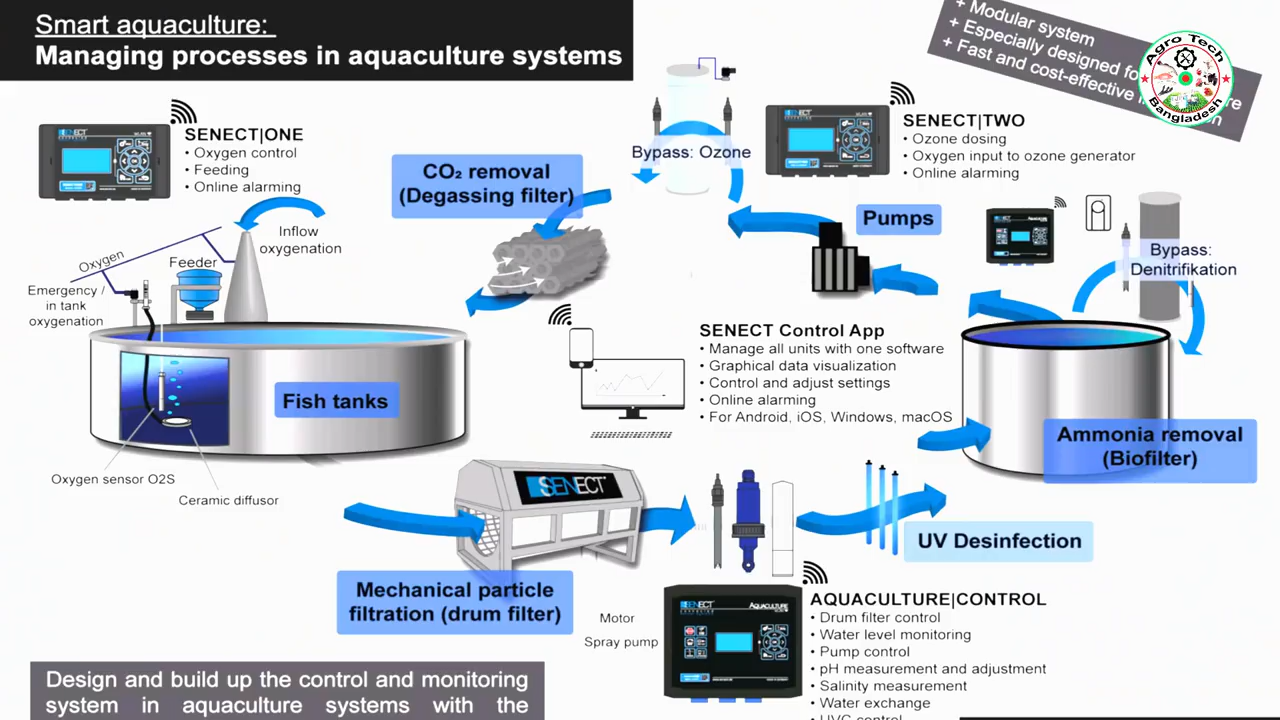 Smart aquaculture:
Managing processes in aquaculture systems
+ Modular system
+ Especially designed for
+ Fast and cost-effective
Agro Tech
Bangladesh
SENECT|ONE
• Oxygen control
• Feeding
• Online alarming
CO₂ removal
(Degassing filter)
Bypass: Ozone
SENECT|TWO
• Ozone dosing
• Oxygen input to ozone generator
• Online alarming
Pumps
Bypass:
Denitrifikation
Inflow
oxygenation
Oxygen
Feeder
Emergency /
in tank
oxygenation
Fish tanks
Oxygen sensor O2S
Ceramic diffusor
SENECT Control App
• Manage all units with one software
• Graphical data visualization
• Control and adjust settings
• Online alarming
• For Android, iOS, Windows, macOS
Ammonia removal
(Biofilter)
SENECT
UV Desinfection
Mechanical particle
filtration (drum filter)
Motor
Spray pump
SENECT
AQUACULTURE
AQUACULTURE|CONTROL
• Drum filter control
• Water level monitoring
• Pump control
• pH measurement and adjustment
• Salinity measurement
• Water exchange
• UVC control
Design and build up the control and monitoring
system in aquaculture systems with the